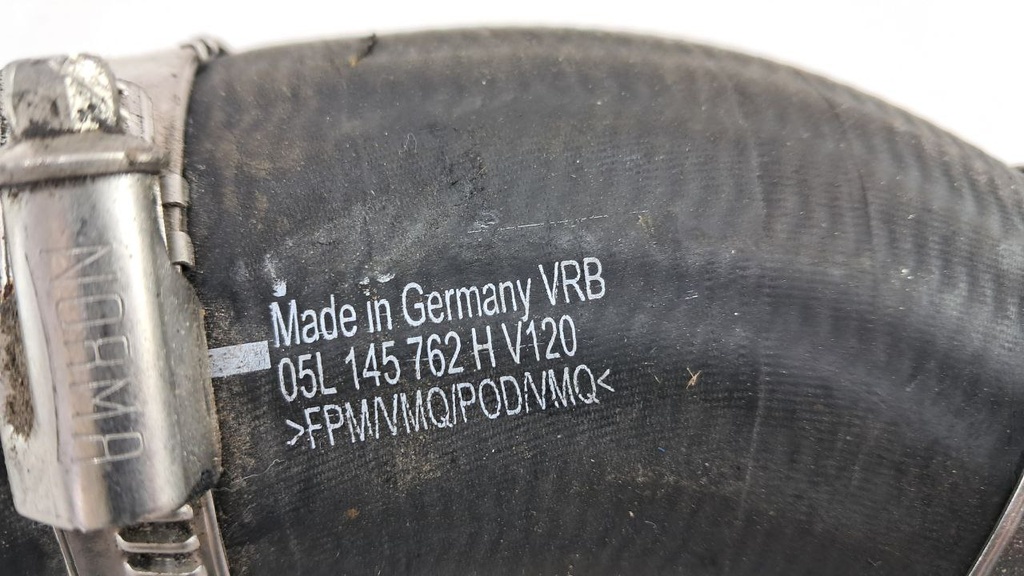 NORMA
Made in Germany VRB
05L 145 762 H V120
>FPM/VMQ/POD/VMQ<